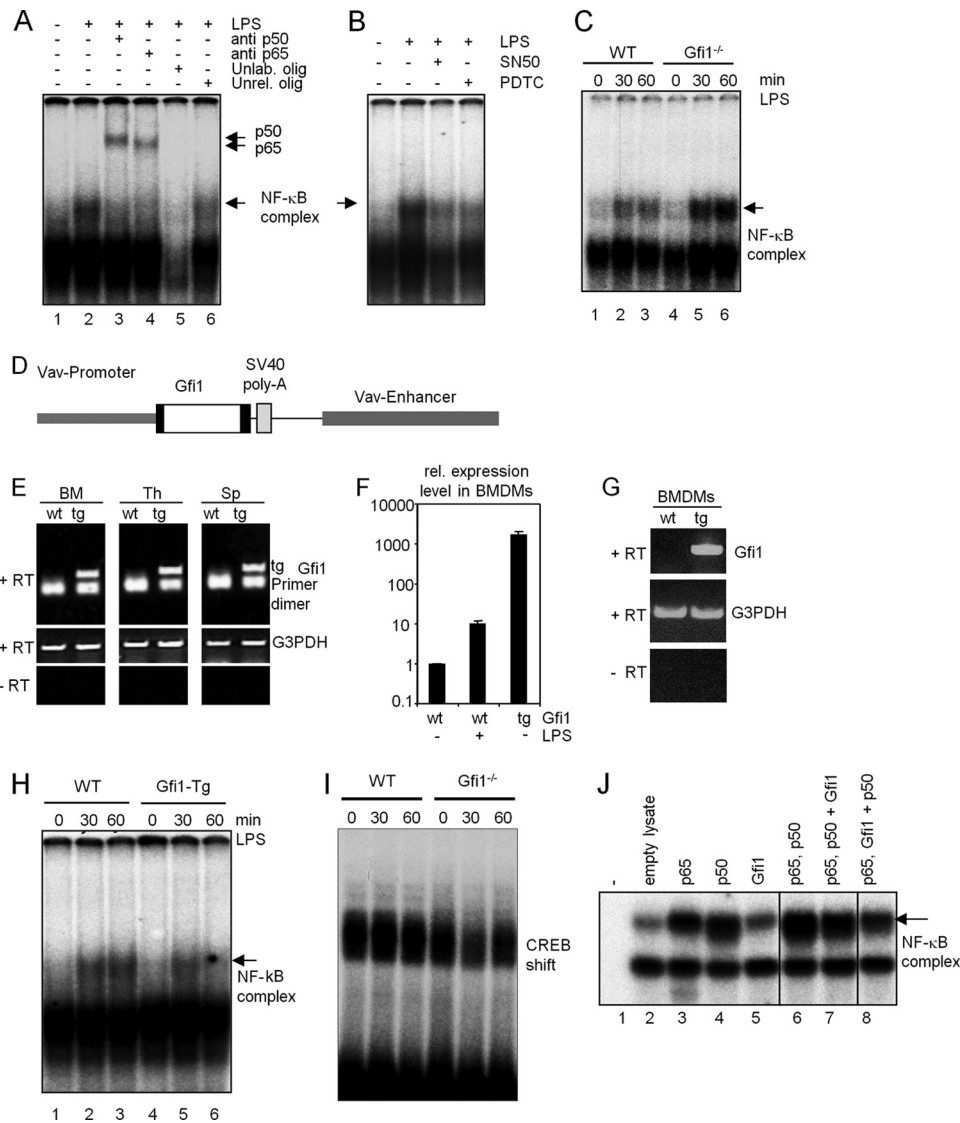 A
- + + + + + LPS
+ anti p50
+ anti p65
+ Unlab. olig
+ Unrel. olig
p50
p65
NF-κB
complex
1 2 3 4 5 6
B
- + + + LPS
- + SN50
- + PDTC
C
WT Gfi1-/-
0 30 60 0 30 60 min
LPS
NF-κB
complex
1 2 3 4 5 6
D
Vav-Promoter
Gfi1
SV40
poly-A
Vav-Enhancer
E
BM Th Sp
wt tg wt tg wt tg
+ RT
tg Gfi1
Primer
dimer
+ RT
G3PDH
- RT
F
rel. expression
level in BMDMs
10000
1000
100
10
1
0.1
wt wt tg Gfi1
- + - LPS
G
BMDMs
wt tg
+ RT Gfi1
+ RT G3PDH
- RT
H
WT Gfi1-Tg
0 30 60 0 30 60 min
LPS
NF-kB
complex
1 2 3 4 5 6
I
WT Gfi1-/-
0 30 60 0 30 60
CREB
shift
J
-
empty lysate
p65
p50
Gfi1
p65, p50
p65, p50 + Gfi1
p65, Gfi1 + p50
NF-κB
complex
1 2 3 4 5 6 7 8